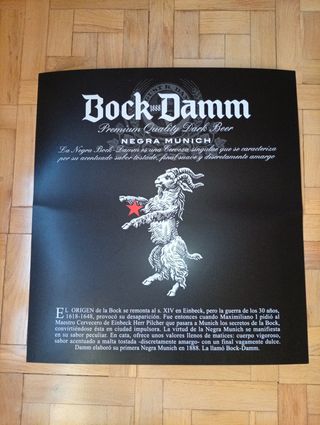 Bock Damm
1888
Premium Quality Dark Beer
NEGRA MUNICH
La Negra Bock-Damm es una Cerveza singular que se caracteriza
por su acentuado sabor tostado, final suave y discretamente amargo
EL ORIGEN de la Bock se remonta al s. XIV en Einbeck, pero la guerra de los 30 años,
1618-1648, provocó su desaparición. Fue entonces cuando Maximiliano I pidió al
Maestro Cervecero de Einbeck Herr Pilcher que pasara a Munich los secretos de la Bock,
convirtiéndose ésta en ciudad impulsora. La virtud de la Negra Munich se manifiesta
en su sabor peculiar. En cata, ofrece unos valores llenos de matices: cuerpo vigoroso,
sabor acentuado a malta tostada -discretamente amargo- con un final vagamente dulce.
Damm elaboró su primera Negra Munich en 1888. La llamó Bock-Damm.